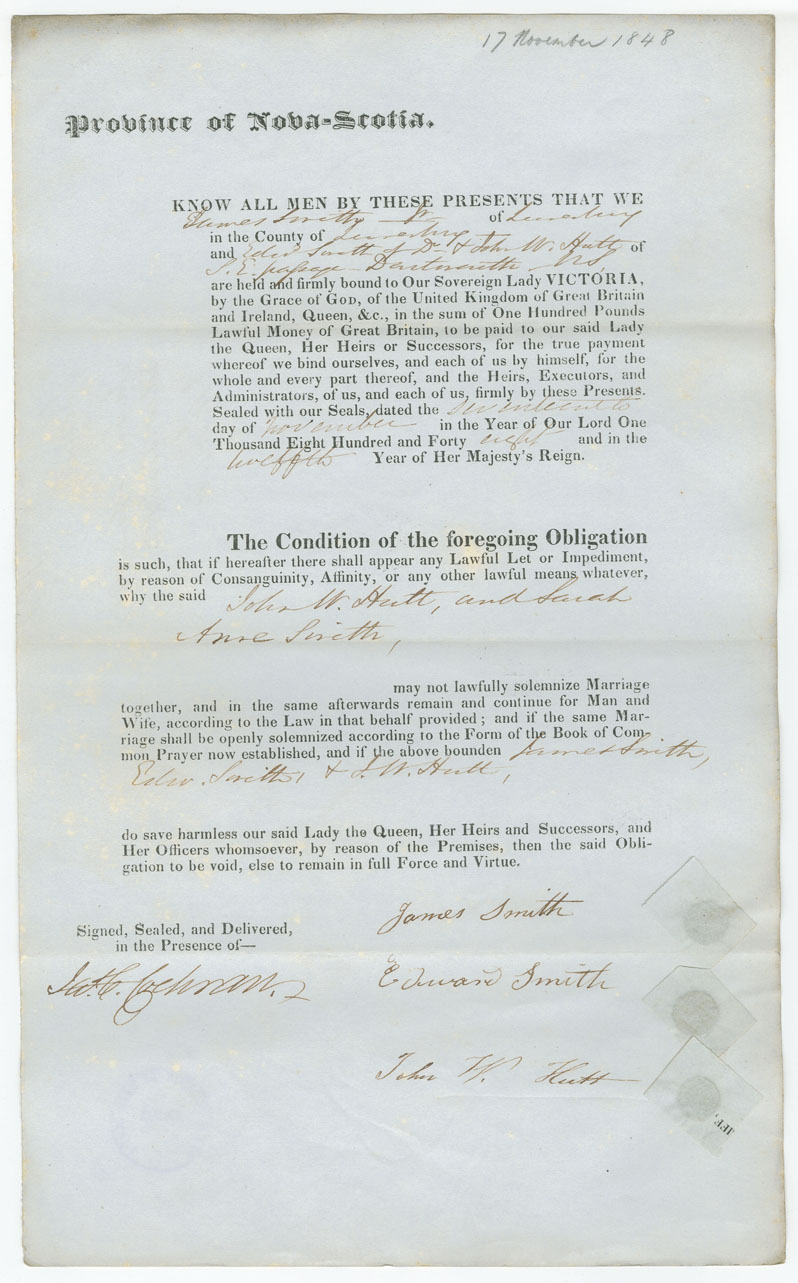 17 November 1848
Province of Nova-Scotia.
KNOW ALL MEN BY THESE PRESENTS THAT WE
James Smith of Lunenburg
in the County of Lunenburg
and Edwd Smith of Do & John W. Hutt of
S. E. passage Dartmouth NS,
are held and firmly bound to Our Sovereign Lady VICTORIA,
by the Grace of GOD, of the United Kingdom of Great Britain
and Ireland, Queen, &c., in the sum of One Hundred Pounds
Lawful Money of Great Britain, to be paid to our said Lady
the Queen, Her Heirs or Successors, for the true payment
whereof we bind ourselves, and each of us by himself, for the
whole and every part thereof, and the Heirs, Executors, and
Administrators, of us, and each of us, firmly by these Presents.
Sealed with our Seals, dated the seventeenth
day of november in the Year of Our Lord One
Thousand Eight Hundred and Forty eight and in the
twelfth Year of Her Majesty's Reign.
The Condition of the foregoing Obligation
is such, that if hereafter there shall appear any Lawful Let or Impediment,
by reason of Consanguinity, Affinity, or any other lawful means whatever,
why the said John W. Hutt, and Sarah
Anne Smith,
may not lawfully solemnize Marriage
together, and in the same afterwards remain and continue for Man and
Wife, according to the Law in that behalf provided; and if the same Mar-
riage shall be openly solemnized according to the Form of the Book of Com-
mon Prayer now established, and if the above bounden James Smith,
Edw. Smith, & J. W. Hutt,
do save harmless our said Lady the Queen, Her Heirs and Successors, and
Her Officers whomsoever, by reason of the Premises, then the said Obli-
gation to be void, else to remain in full Force and Virtue.
Signed, Sealed, and Delivered,
in the Presence of—
Jas. C. Cochran.
James Smith
Edward Smith
John W. Hutt